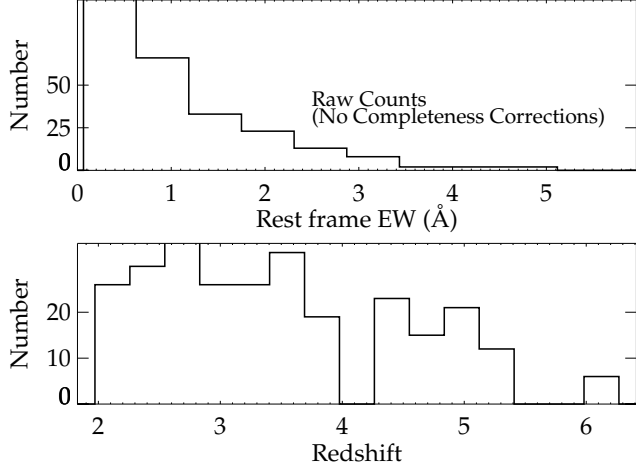 Number
50
25
0
Raw Counts
(No Completeness Corrections)
0 1 2 3 4 5
Rest frame EW (Å)
Number
20
10
0
2 3 4 5 6
Redshift